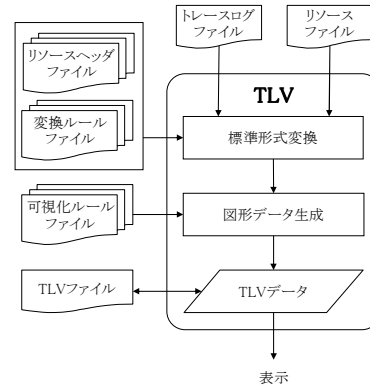 トレースログ
ファイル
リソース
ファイル
リソースヘッダ
ファイル
TLV
変換ルール
ファイル
標準形式変換
可視化ルール
ファイル
図形データ生成
TLVファイル
TLVデータ
表示